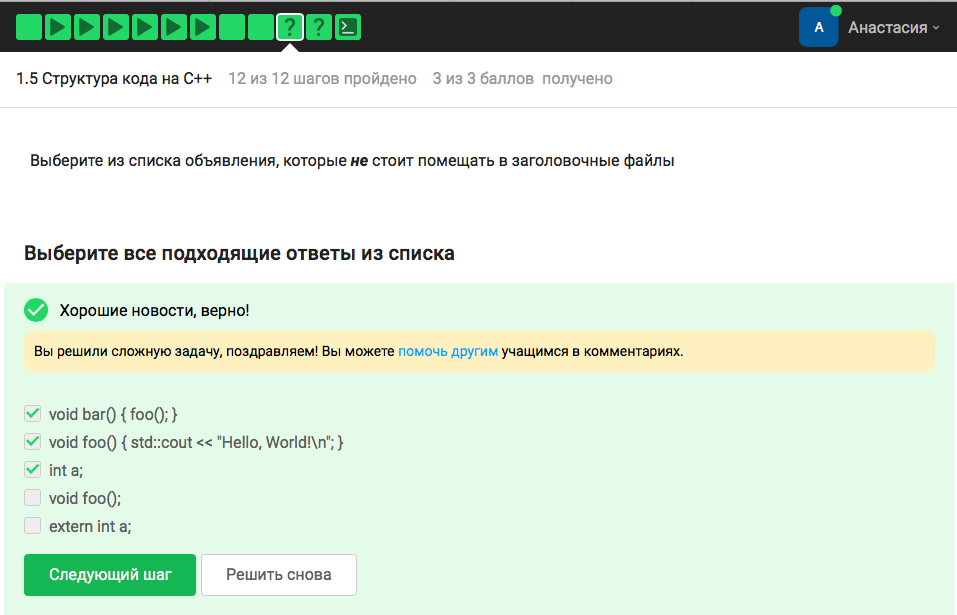 ? ? A Анастасия
1.5 Структура кода на C++ 12 из 12 шагов пройдено 3 из 3 баллов получено
Выберите из списка объявления, которые не стоит помещать в заголовочные файлы
Выберите все подходящие ответы из списка
Хорошие новости, верно!
Вы решили сложную задачу, поздравляем! Вы можете помочь другим учащимся в комментариях.
void bar() { foo(); }
void foo() { std::cout << "Hello, World!\n"; }
int a;
void foo();
extern int a;
Следующий шаг Решить снова